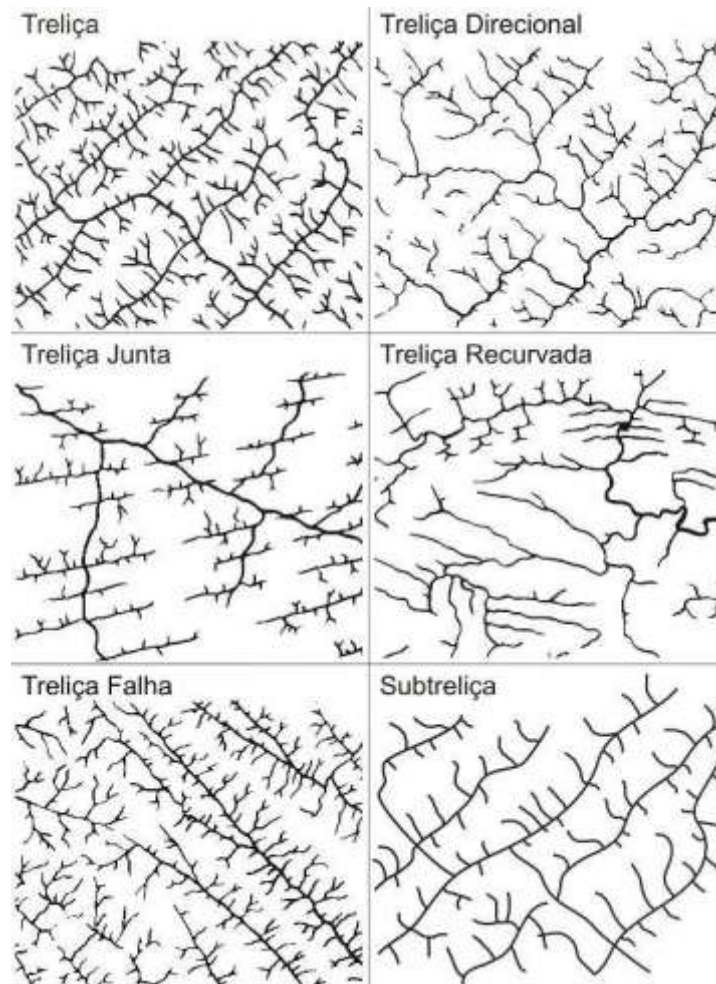 Treliça
Treliça Direcional
Treliça Junta
Treliça Recurvada
Treliça Falha
Subtreliça